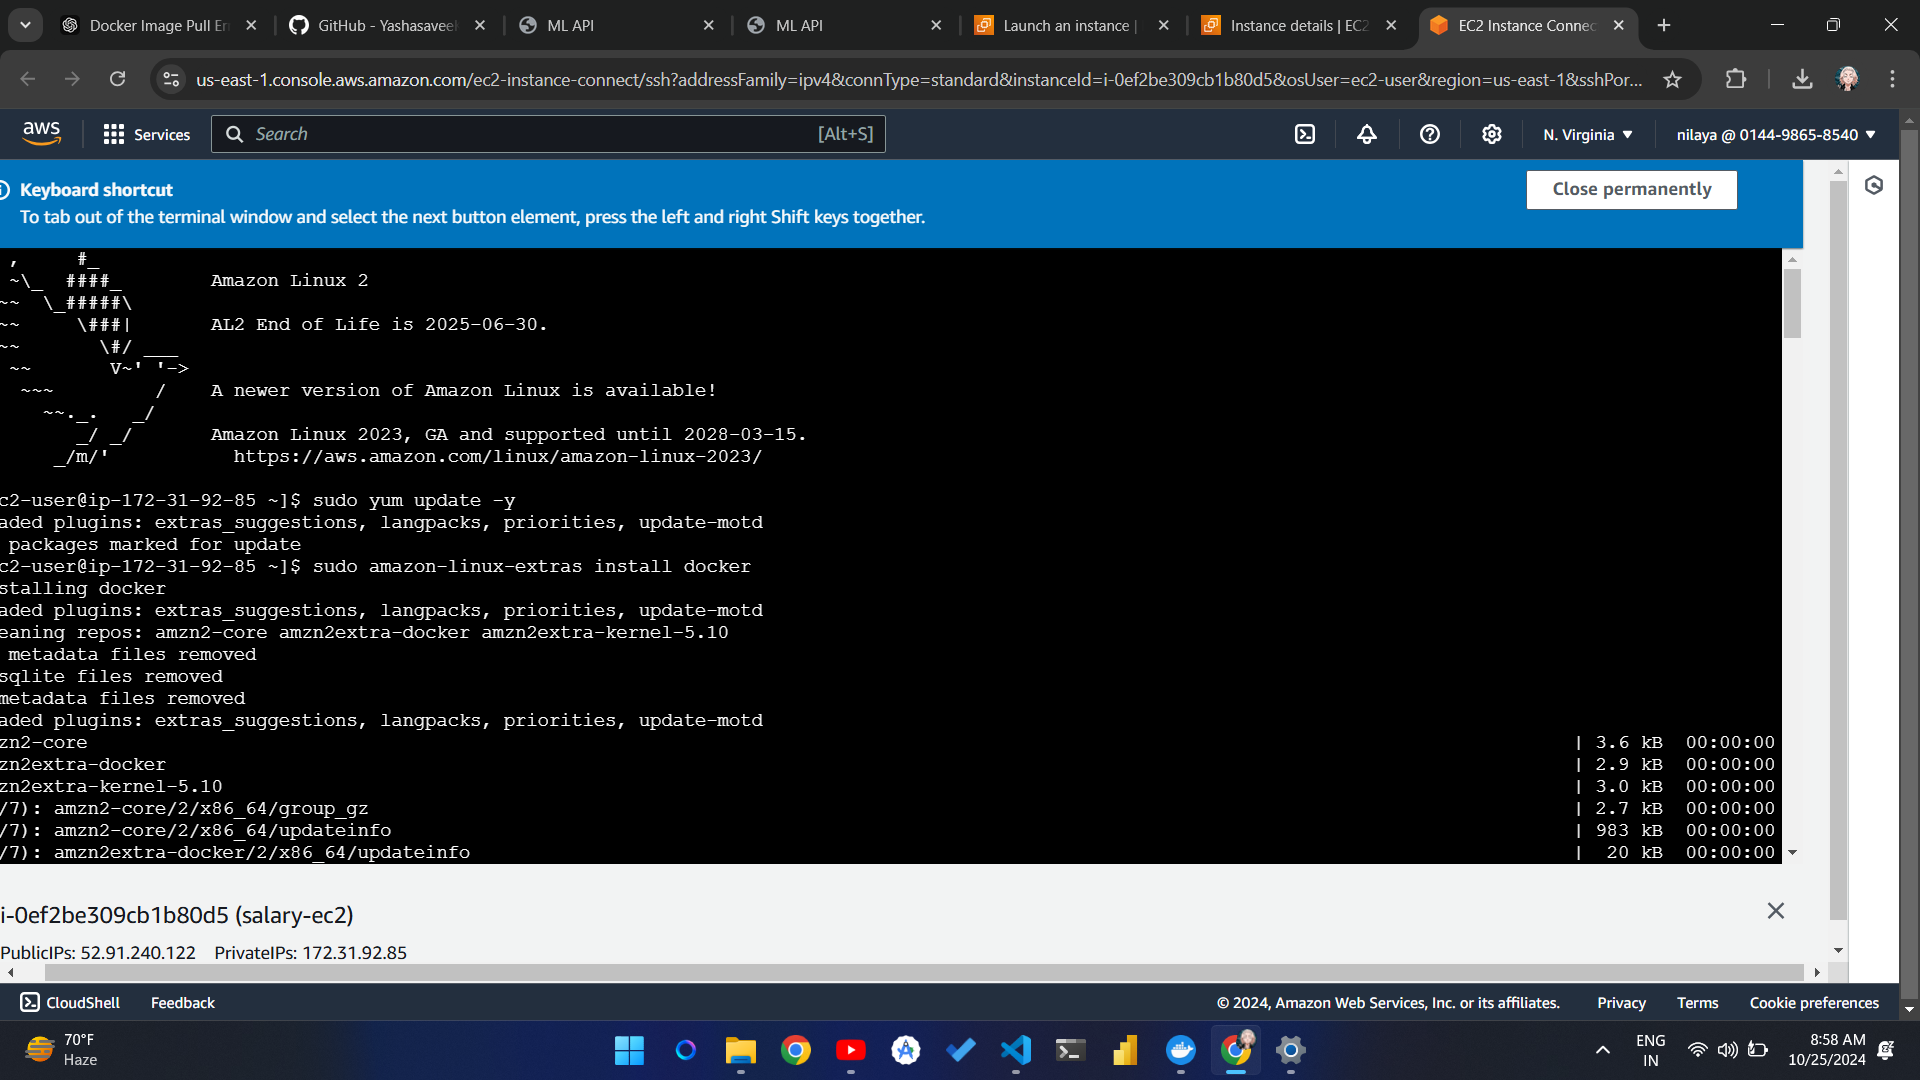 Docker Image Pull Er
GitHub - Yashasavee
ML API
ML API
Launch an instance |
Instance details | EC2
EC2 Instance Connec
us-east-1.console.aws.amazon.com/ec2-instance-connect/ssh?addressFamily=ipv4&connType=standard&instanceId=i-0ef2be309cb1b80d5&osUser=ec2-user&region=us-east-1&sshPor...
aws
Services
Search
[Alt+S]
N. Virginia
nilaya @ 0144-9865-8540
Keyboard shortcut
To tab out of the terminal window and select the next button element, press the left and right Shift keys together.
Close permanently
,     #_
~\_  ####_        Amazon Linux 2
~~  \_#####\
~~     \###|       AL2 End of Life is 2025-06-30.
~~       \#/ ___
~~       V~' '->
~~~         /    A newer version of Amazon Linux is available!
~~._.   _/
_/ _/       Amazon Linux 2023, GA and supported until 2028-03-15.
_/m/'           https://aws.amazon.com/linux/amazon-linux-2023/
c2-user@ip-172-31-92-85 ~]$ sudo yum update -y
aded plugins: extras_suggestions, langpacks, priorities, update-motd
packages marked for update
c2-user@ip-172-31-92-85 ~]$ sudo amazon-linux-extras install docker
stalling docker
aded plugins: extras_suggestions, langpacks, priorities, update-motd
eaning repos: amzn2-core amzn2extra-docker amzn2extra-kernel-5.10
metadata files removed
sqlite files removed
metadata files removed
aded plugins: extras_suggestions, langpacks, priorities, update-motd
zn2-core | 3.6 kB  00:00:00
zn2extra-docker | 2.9 kB  00:00:00
zn2extra-kernel-5.10 | 3.0 kB  00:00:00
/7): amzn2-core/2/x86_64/group_gz | 2.7 kB  00:00:00
/7): amzn2-core/2/x86_64/updateinfo | 983 kB  00:00:00
/7): amzn2extra-docker/2/x86_64/updateinfo |  20 kB  00:00:00
i-0ef2be309cb1b80d5 (salary-ec2)
PublicIPs: 52.91.240.122    PrivateIPs: 172.31.92.85
CloudShell
Feedback
© 2024, Amazon Web Services, Inc. or its affiliates.
Privacy
Terms
Cookie preferences
70°F
Haze
ENG
IN
8:58 AM
10/25/2024